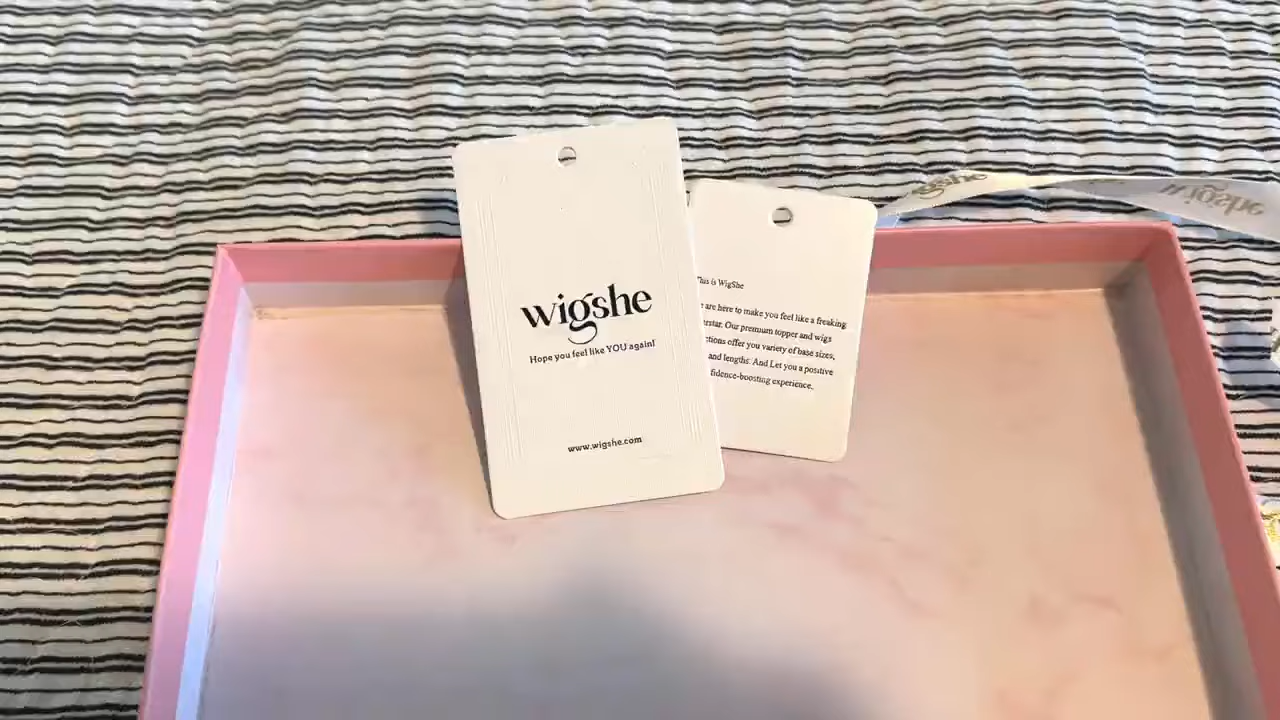 wigshe
Hope you feel like YOU again!
www.wigshe.com
This is WigShe
are here to make you feel like a freaking
Our premium topper and wigs
offer you variety of base sizes,
and lengths. And Let you a positive
fidence-boosting experience.
wigshe
Wigshe